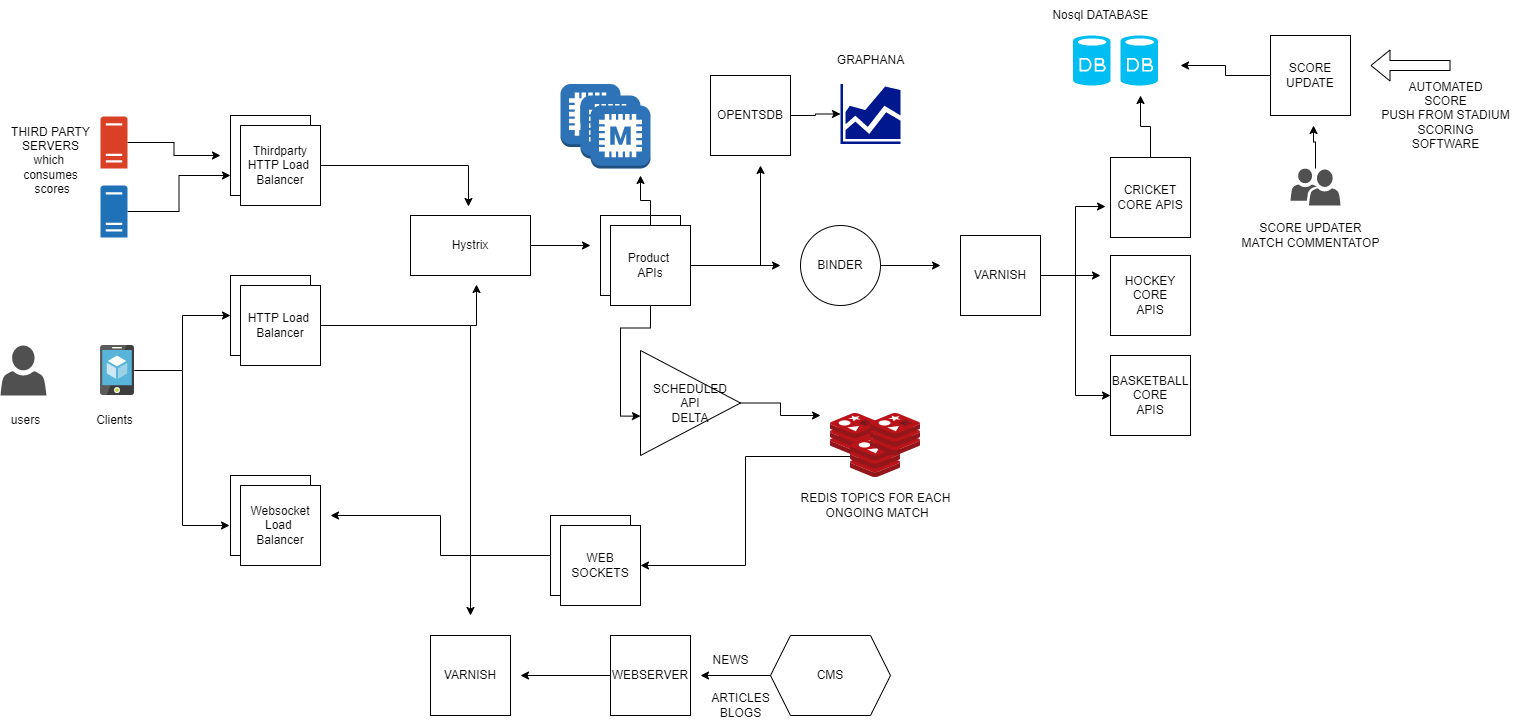 Nosql DATABASE
GRAPHANA
DB
DB
SCORE
UPDATE
AUTOMATED
SCORE
PUSH FROM STADIUM
SCORING
SOFTWARE
OPENTSDB
M
THIRD PARTY
SERVERS
which
consumes
scores
Thirdparty
HTTP Load
Balancer
CRICKET
CORE APIS
SCORE UPDATER
MATCH COMMENTATOP
Hystrix
Product
APIs
BINDER
VARNISH
HOCKEY
CORE
APIS
HTTP Load
Balancer
users
Clients
SCHEDULED
API
DELTA
BASKETBALL
CORE
APIS
REDIS TOPICS FOR EACH
ONGOING MATCH
Websocket
Load
Balancer
WEB
SOCKETS
VARNISH
WEBSERVER
NEWS
ARTICLES
BLOGS
CMS